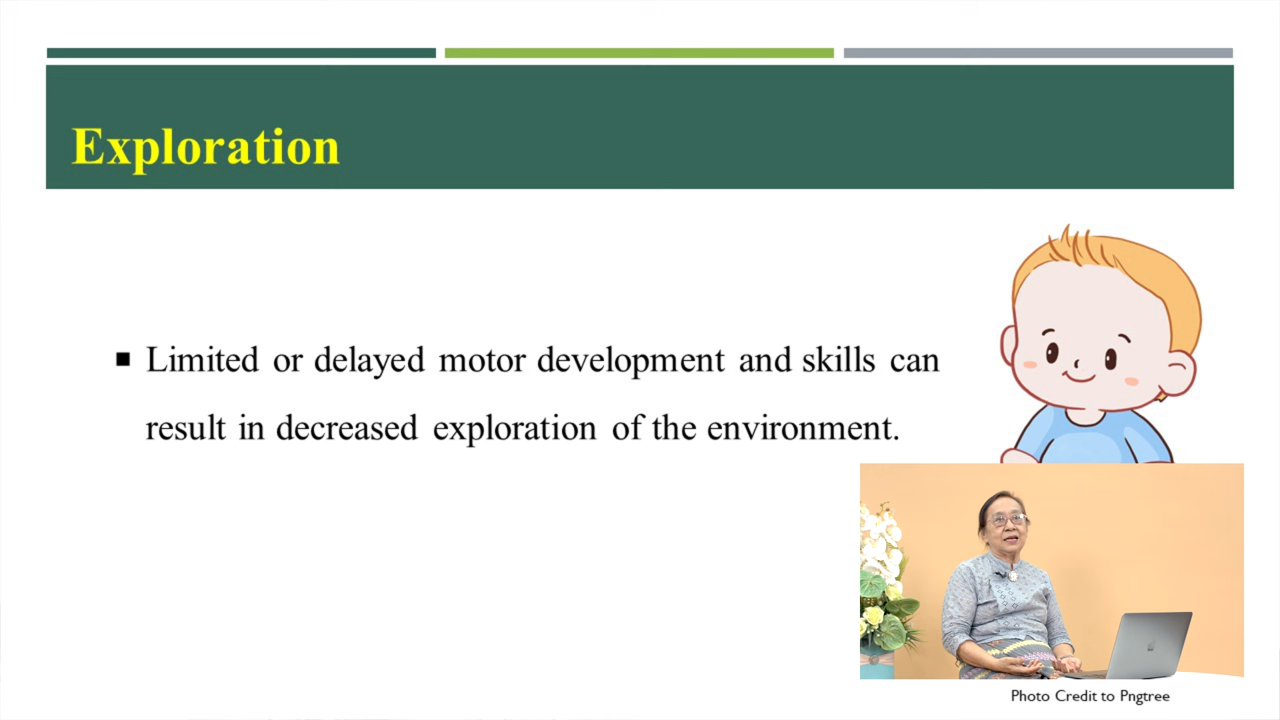 Exploration
Limited or delayed motor development and skills can
result in decreased exploration of the environment.
Photo Credit to Pngtree